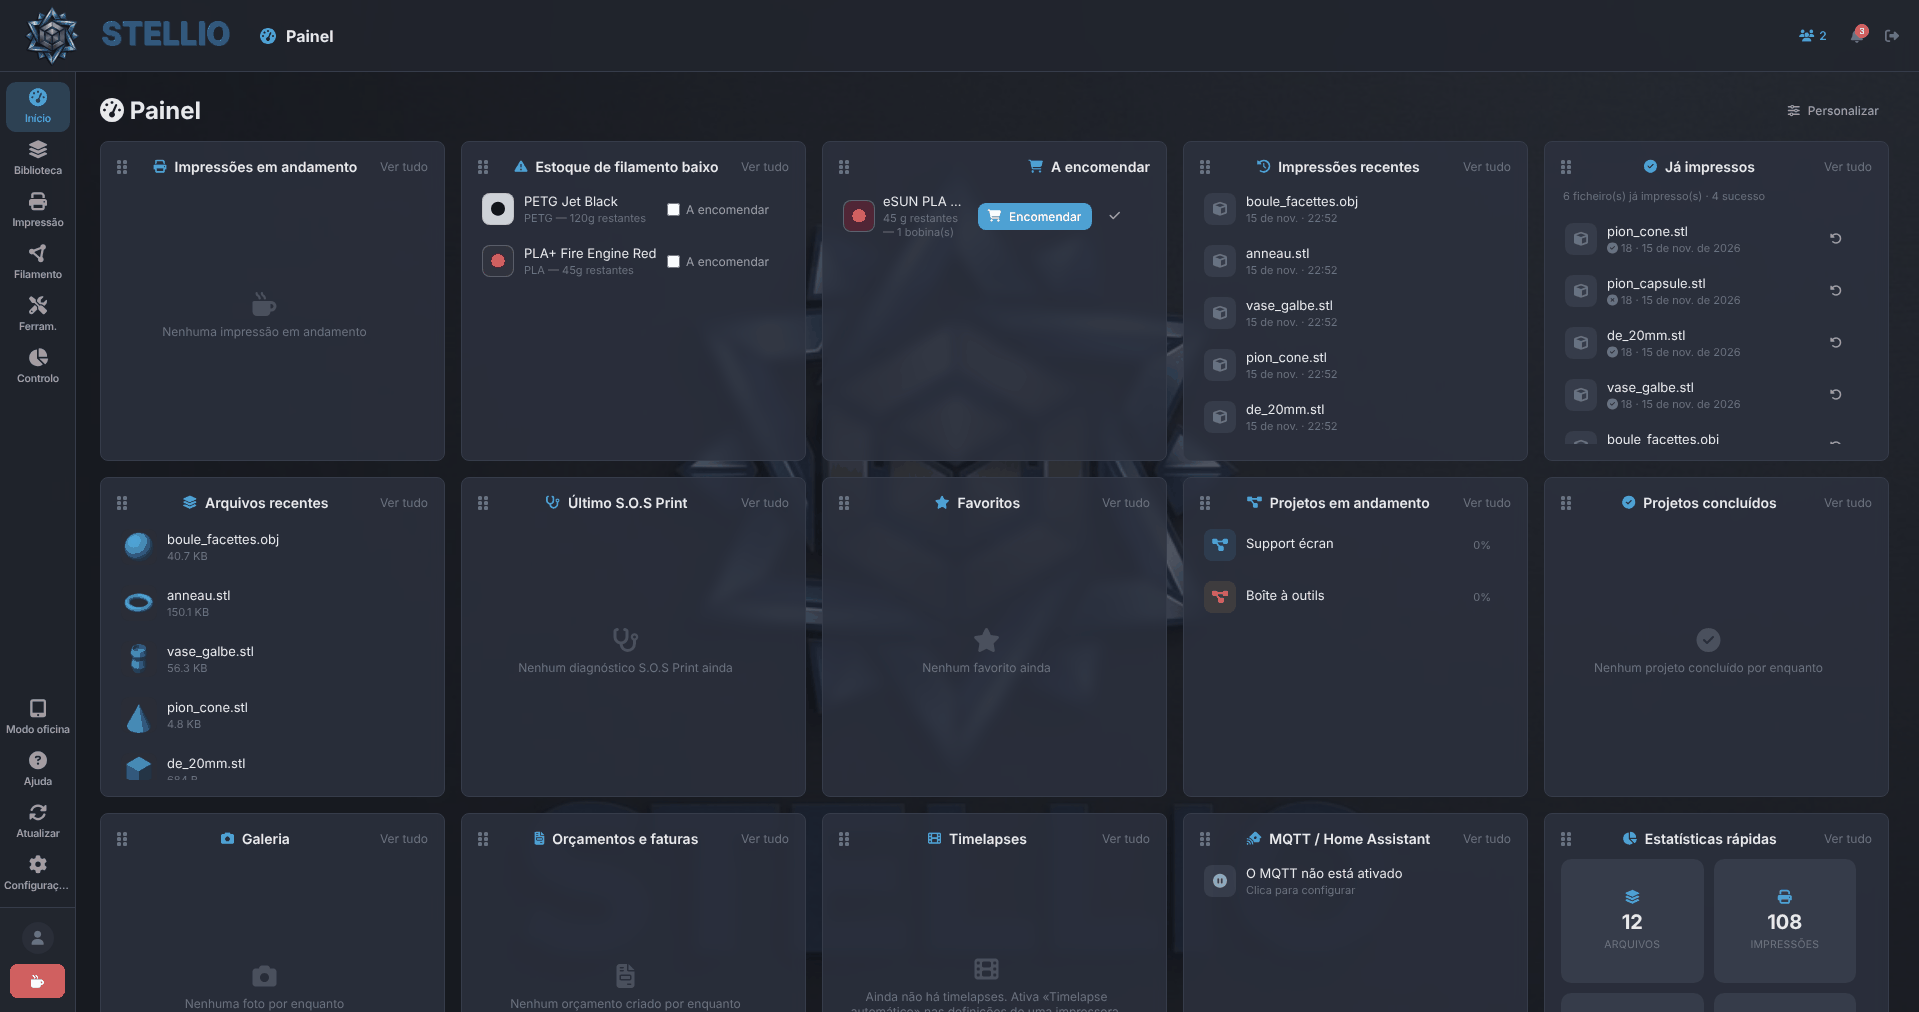 STELLIO
Painel
2
3
Início
Biblioteca
Impressão
Filamento
Ferram.
Controlo
Modo oficina
Ajuda
Atualizar
Configuraç...
Painel
Personalizar
Impressões em andamento
Ver tudo
Nenhuma impressão em andamento
Estoque de filamento baixo
Ver tudo
PETG Jet Black
PETG — 120g restantes
A encomendar
PLA+ Fire Engine Red
PLA — 45g restantes
A encomendar
A encomendar
eSUN PLA ...
45 g restantes
— 1 bobina(s)
Encomendar
Impressões recentes
Ver tudo
boule_facettes.obj
15 de nov. · 22:52
anneau.stl
15 de nov. · 22:52
vase_galbe.stl
15 de nov. · 22:52
pion_cone.stl
15 de nov. · 22:52
de_20mm.stl
15 de nov. · 22:52
Já impressos
Ver tudo
6 ficheiro(s) já impresso(s) · 4 sucesso
pion_cone.stl
18 · 15 de nov. de 2026
pion_capsule.stl
18 · 15 de nov. de 2026
de_20mm.stl
18 · 15 de nov. de 2026
vase_galbe.stl
18 · 15 de nov. de 2026
boule_facettes.obj
Arquivos recentes
Ver tudo
boule_facettes.obj
40.7 KB
anneau.stl
150.1 KB
vase_galbe.stl
56.3 KB
pion_cone.stl
4.8 KB
de_20mm.stl
684 B
Último S.O.S Print
Ver tudo
Nenhum diagnóstico S.O.S Print ainda
Favoritos
Ver tudo
Nenhum favorito ainda
Projetos em andamento
Ver tudo
Support écran
0%
Boîte à outils
0%
Projetos concluídos
Ver tudo
Nenhum projeto concluído por enquanto
Galeria
Ver tudo
Nenhuma foto por enquanto
Orçamentos e faturas
Ver tudo
Nenhum orçamento criado por enquanto
Timelapses
Ver tudo
Ainda não há timelapses. Ativa «Timelapse
automático» nas definições de uma impressora
MQTT / Home Assistant
Ver tudo
O MQTT não está ativado
Clica para configurar
Estatísticas rápidas
Ver tudo
12
ARQUIVOS
108
IMPRESSÕES
STELLIO